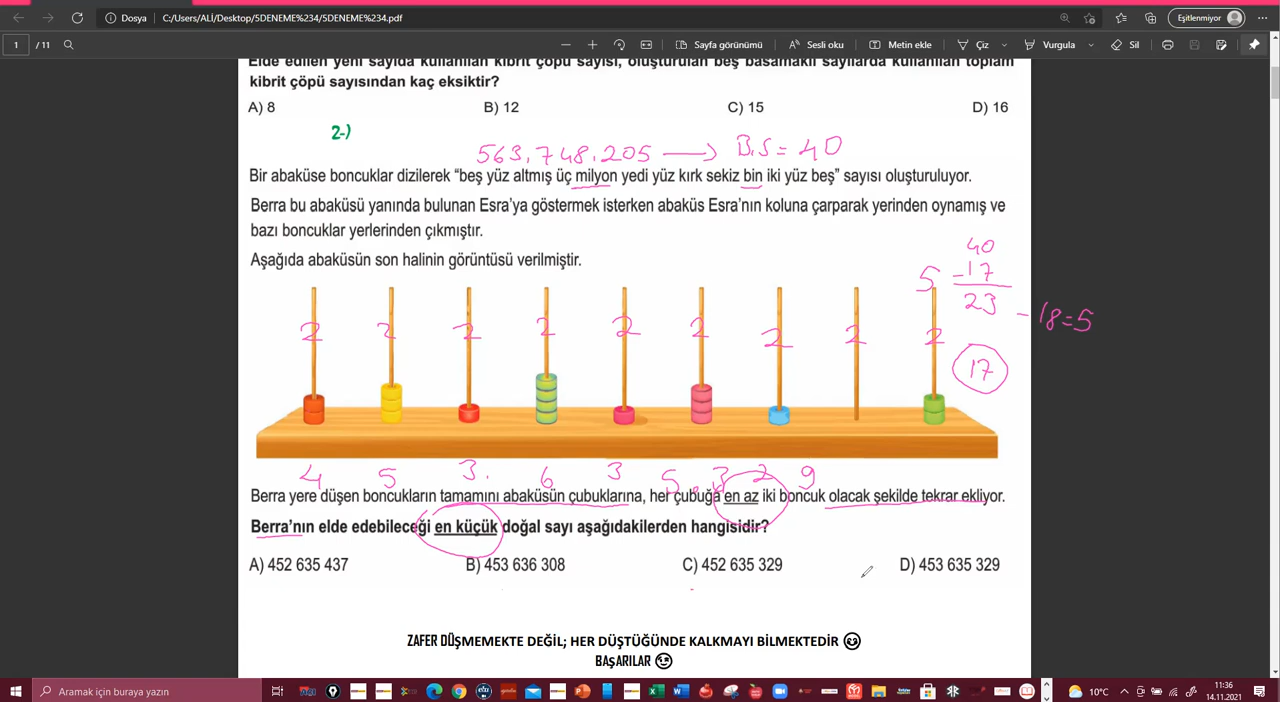 Dosya | C:/Users/ALİ/Desktop/5DENEME%234/5DENEME%234.pdf
Eşitlenmiyor
1 / 11
Sayfa görünümü
Sesli oku
Metin ekle
Çiz
Vurgula
Sil
Elde edilen yeni sayıda kullanılan kibrit çöpü sayısı, oluşturulan beş basamaklı sayılarda kullanılan toplam
kibrit çöpü sayısından kaç eksiktir?
A) 8 B) 12 C) 15 D) 16
2-)
563.748.205 → B.S = 40
Bir abaküse boncuklar dizilerek “beş yüz altmış üç milyon yedi yüz kırk sekiz bin iki yüz beş” sayısı oluşturuluyor.
Berra bu abaküsü yanında bulunan Esra’ya göstermek isterken abaküs Esra’nın koluna çarparak yerinden oynamış ve
bazı boncuklar yerlerinden çıkmıştır.
Aşağıda abaküsün son halinin görüntüsü verilmiştir.
40
5 -17
23 - 18=5
2 2 2 2 2 2 2 2 2
17
4 5 3. 6 3 5. 3 2 9
Berra yere düşen boncukların tamamını abaküsün çubuklarına, her çubuğa en az iki boncuk olacak şekilde tekrar ekliyor.
Berra’nın elde edebileceği en küçük doğal sayı aşağıdakilerden hangisidir?
A) 452 635 437 B) 453 636 308 C) 452 635 329 D) 453 635 329
ZAFER DÜŞMEMEKTE DEĞİL; HER DÜŞTÜĞÜNDE KALKMAYI BİLMEKTEDİR
BAŞARILAR
Aramak için buraya yazın
10°C
11:36
14.11.2021